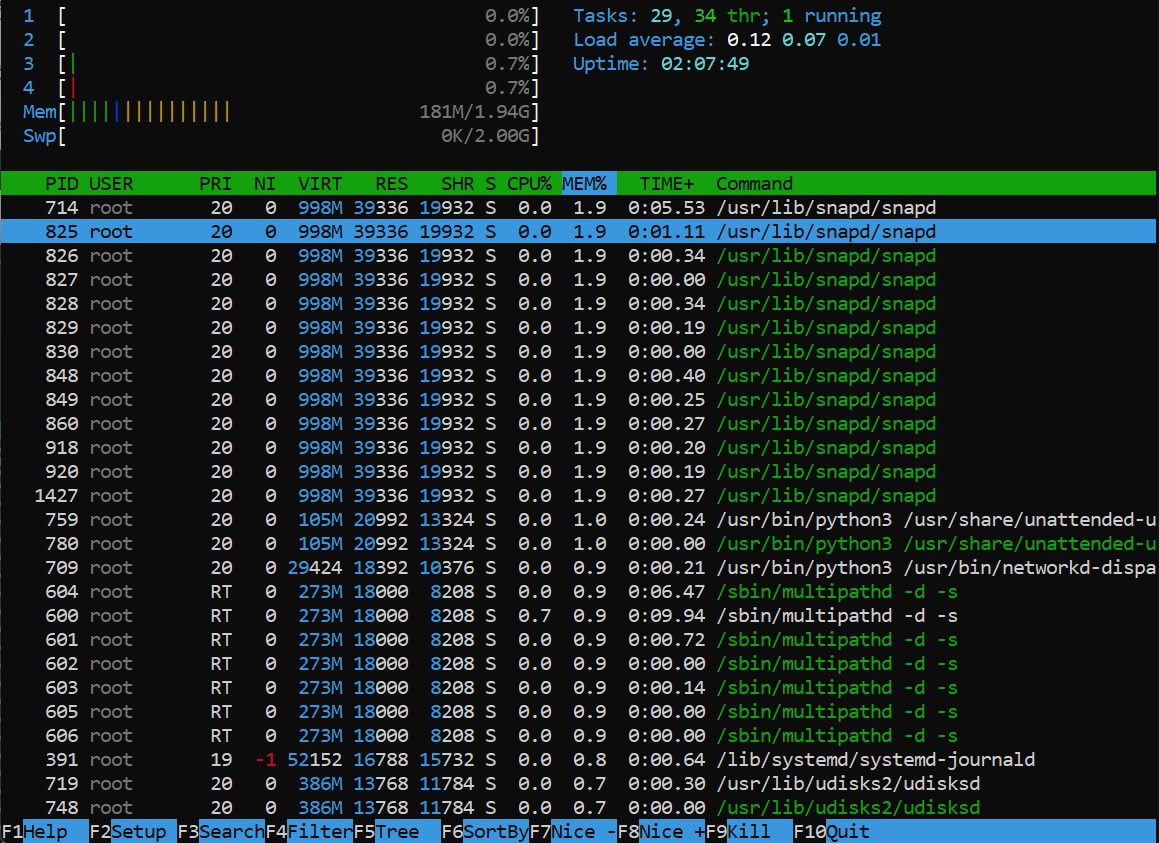 1 [ 0.0%] Tasks: 29, 34 thr; 1 running
2 [ 0.0%] Load average: 0.12 0.07 0.01
3 [| 0.7%] Uptime: 02:07:49
4 [| 0.7%]
Mem[||||||||||||||| 181M/1.94G]
Swp[ 0K/2.00G]
PID USER PRI NI VIRT RES SHR S CPU% MEM% TIME+ Command
714 root 20 0 998M 39336 19932 S 0.0 1.9 0:05.53 /usr/lib/snapd/snapd
825 root 20 0 998M 39336 19932 S 0.0 1.9 0:01.11 /usr/lib/snapd/snapd
826 root 20 0 998M 39336 19932 S 0.0 1.9 0:00.34 /usr/lib/snapd/snapd
827 root 20 0 998M 39336 19932 S 0.0 1.9 0:00.00 /usr/lib/snapd/snapd
828 root 20 0 998M 39336 19932 S 0.0 1.9 0:00.34 /usr/lib/snapd/snapd
829 root 20 0 998M 39336 19932 S 0.0 1.9 0:00.19 /usr/lib/snapd/snapd
830 root 20 0 998M 39336 19932 S 0.0 1.9 0:00.00 /usr/lib/snapd/snapd
848 root 20 0 998M 39336 19932 S 0.0 1.9 0:00.40 /usr/lib/snapd/snapd
849 root 20 0 998M 39336 19932 S 0.0 1.9 0:00.25 /usr/lib/snapd/snapd
860 root 20 0 998M 39336 19932 S 0.0 1.9 0:00.27 /usr/lib/snapd/snapd
918 root 20 0 998M 39336 19932 S 0.0 1.9 0:00.20 /usr/lib/snapd/snapd
920 root 20 0 998M 39336 19932 S 0.0 1.9 0:00.19 /usr/lib/snapd/snapd
1427 root 20 0 998M 39336 19932 S 0.0 1.9 0:00.27 /usr/lib/snapd/snapd
759 root 20 0 105M 20992 13324 S 0.0 1.0 0:00.24 /usr/bin/python3 /usr/share/unattended-u
780 root 20 0 105M 20992 13324 S 0.0 1.0 0:00.00 /usr/bin/python3 /usr/share/unattended-u
709 root 20 0 29424 18392 10376 S 0.0 0.9 0:00.21 /usr/bin/python3 /usr/bin/networkd-dispa
604 root RT 0 273M 18000 8208 S 0.0 0.9 0:06.47 /sbin/multipathd -d -s
600 root RT 0 273M 18000 8208 S 0.7 0.9 0:09.94 /sbin/multipathd -d -s
601 root RT 0 273M 18000 8208 S 0.0 0.9 0:00.72 /sbin/multipathd -d -s
602 root RT 0 273M 18000 8208 S 0.0 0.9 0:00.00 /sbin/multipathd -d -s
603 root RT 0 273M 18000 8208 S 0.0 0.9 0:00.14 /sbin/multipathd -d -s
605 root RT 0 273M 18000 8208 S 0.0 0.9 0:00.00 /sbin/multipathd -d -s
606 root RT 0 273M 18000 8208 S 0.0 0.9 0:00.00 /sbin/multipathd -d -s
391 root 19 -1 52152 16788 15732 S 0.0 0.8 0:00.64 /lib/systemd/systemd-journald
719 root 20 0 386M 13768 11784 S 0.0 0.7 0:00.30 /usr/lib/udisks2/udisksd
748 root 20 0 386M 13768 11784 S 0.0 0.7 0:00.00 /usr/lib/udisks2/udisksd
F1Help F2Setup F3SearchF4FilterF5Tree F6SortByF7Nice -F8Nice +F9Kill F10Quit